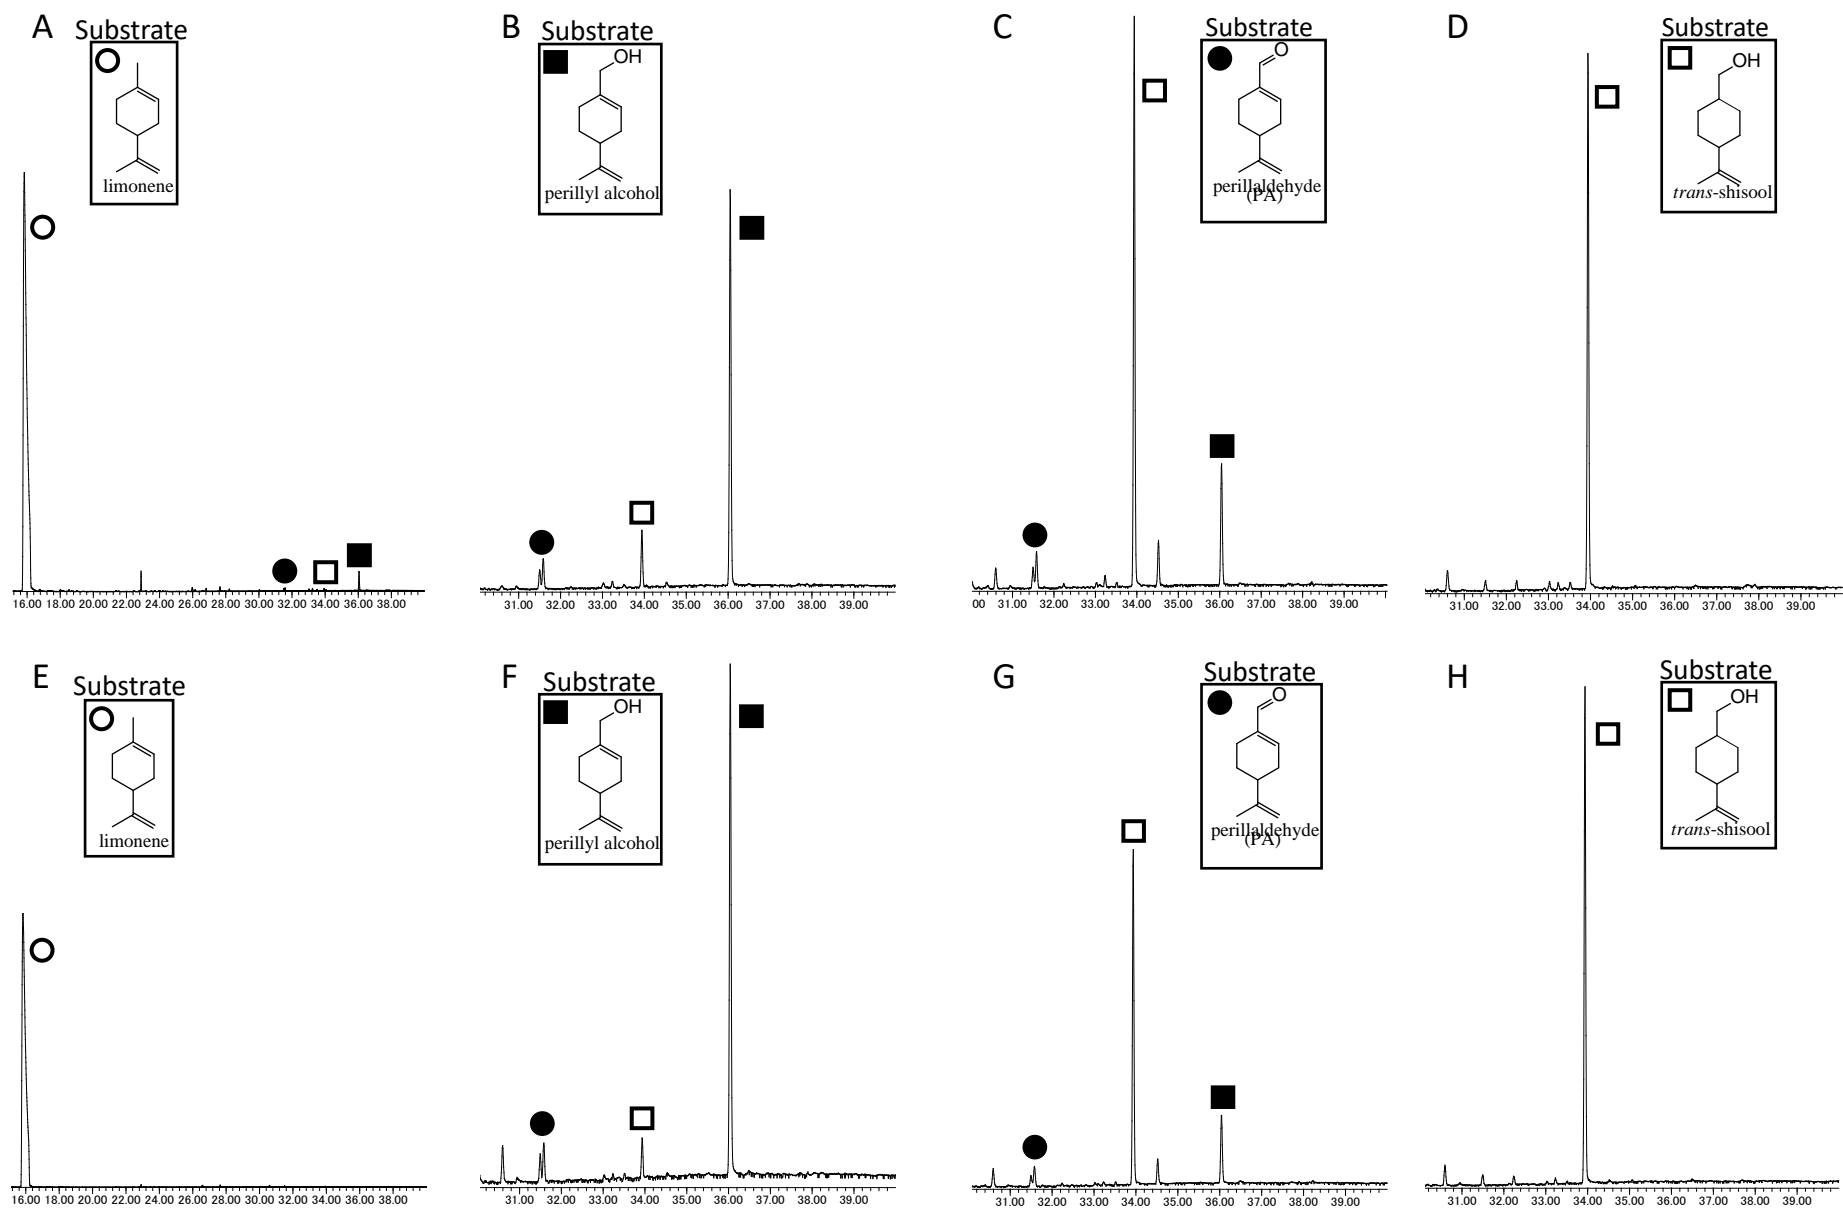 A
Substrate
limonene
16.00 18.00 20.00 22.00 24.00 26.00 28.00 30.00 32.00 34.00 36.00 38.00
B
Substrate
OH
perillyl alcohol
31.00 32.00 33.00 34.00 35.00 36.00 37.00 38.00 39.00
C
Substrate
O
perillaldehyde
(PA)
00 31.00 32.00 33.00 34.00 35.00 36.00 37.00 38.00 39.00
D
Substrate
OH
trans-shisool
31.00 32.00 33.00 34.00 35.00 36.00 37.00 38.00 39.00
E
Substrate
limonene
16.00 18.00 20.00 22.00 24.00 26.00 28.00 30.00 32.00 34.00 36.00 38.00
F
Substrate
OH
perillyl alcohol
31.00 32.00 33.00 34.00 35.00 36.00 37.00 38.00 39.00
G
Substrate
O
perillaldehyde
(PA)
31.00 32.00 33.00 34.00 35.00 36.00 37.00 38.00 39.00
H
Substrate
OH
trans-shisool
31.00 32.00 33.00 34.00 35.00 36.00 37.00 38.00 39.00